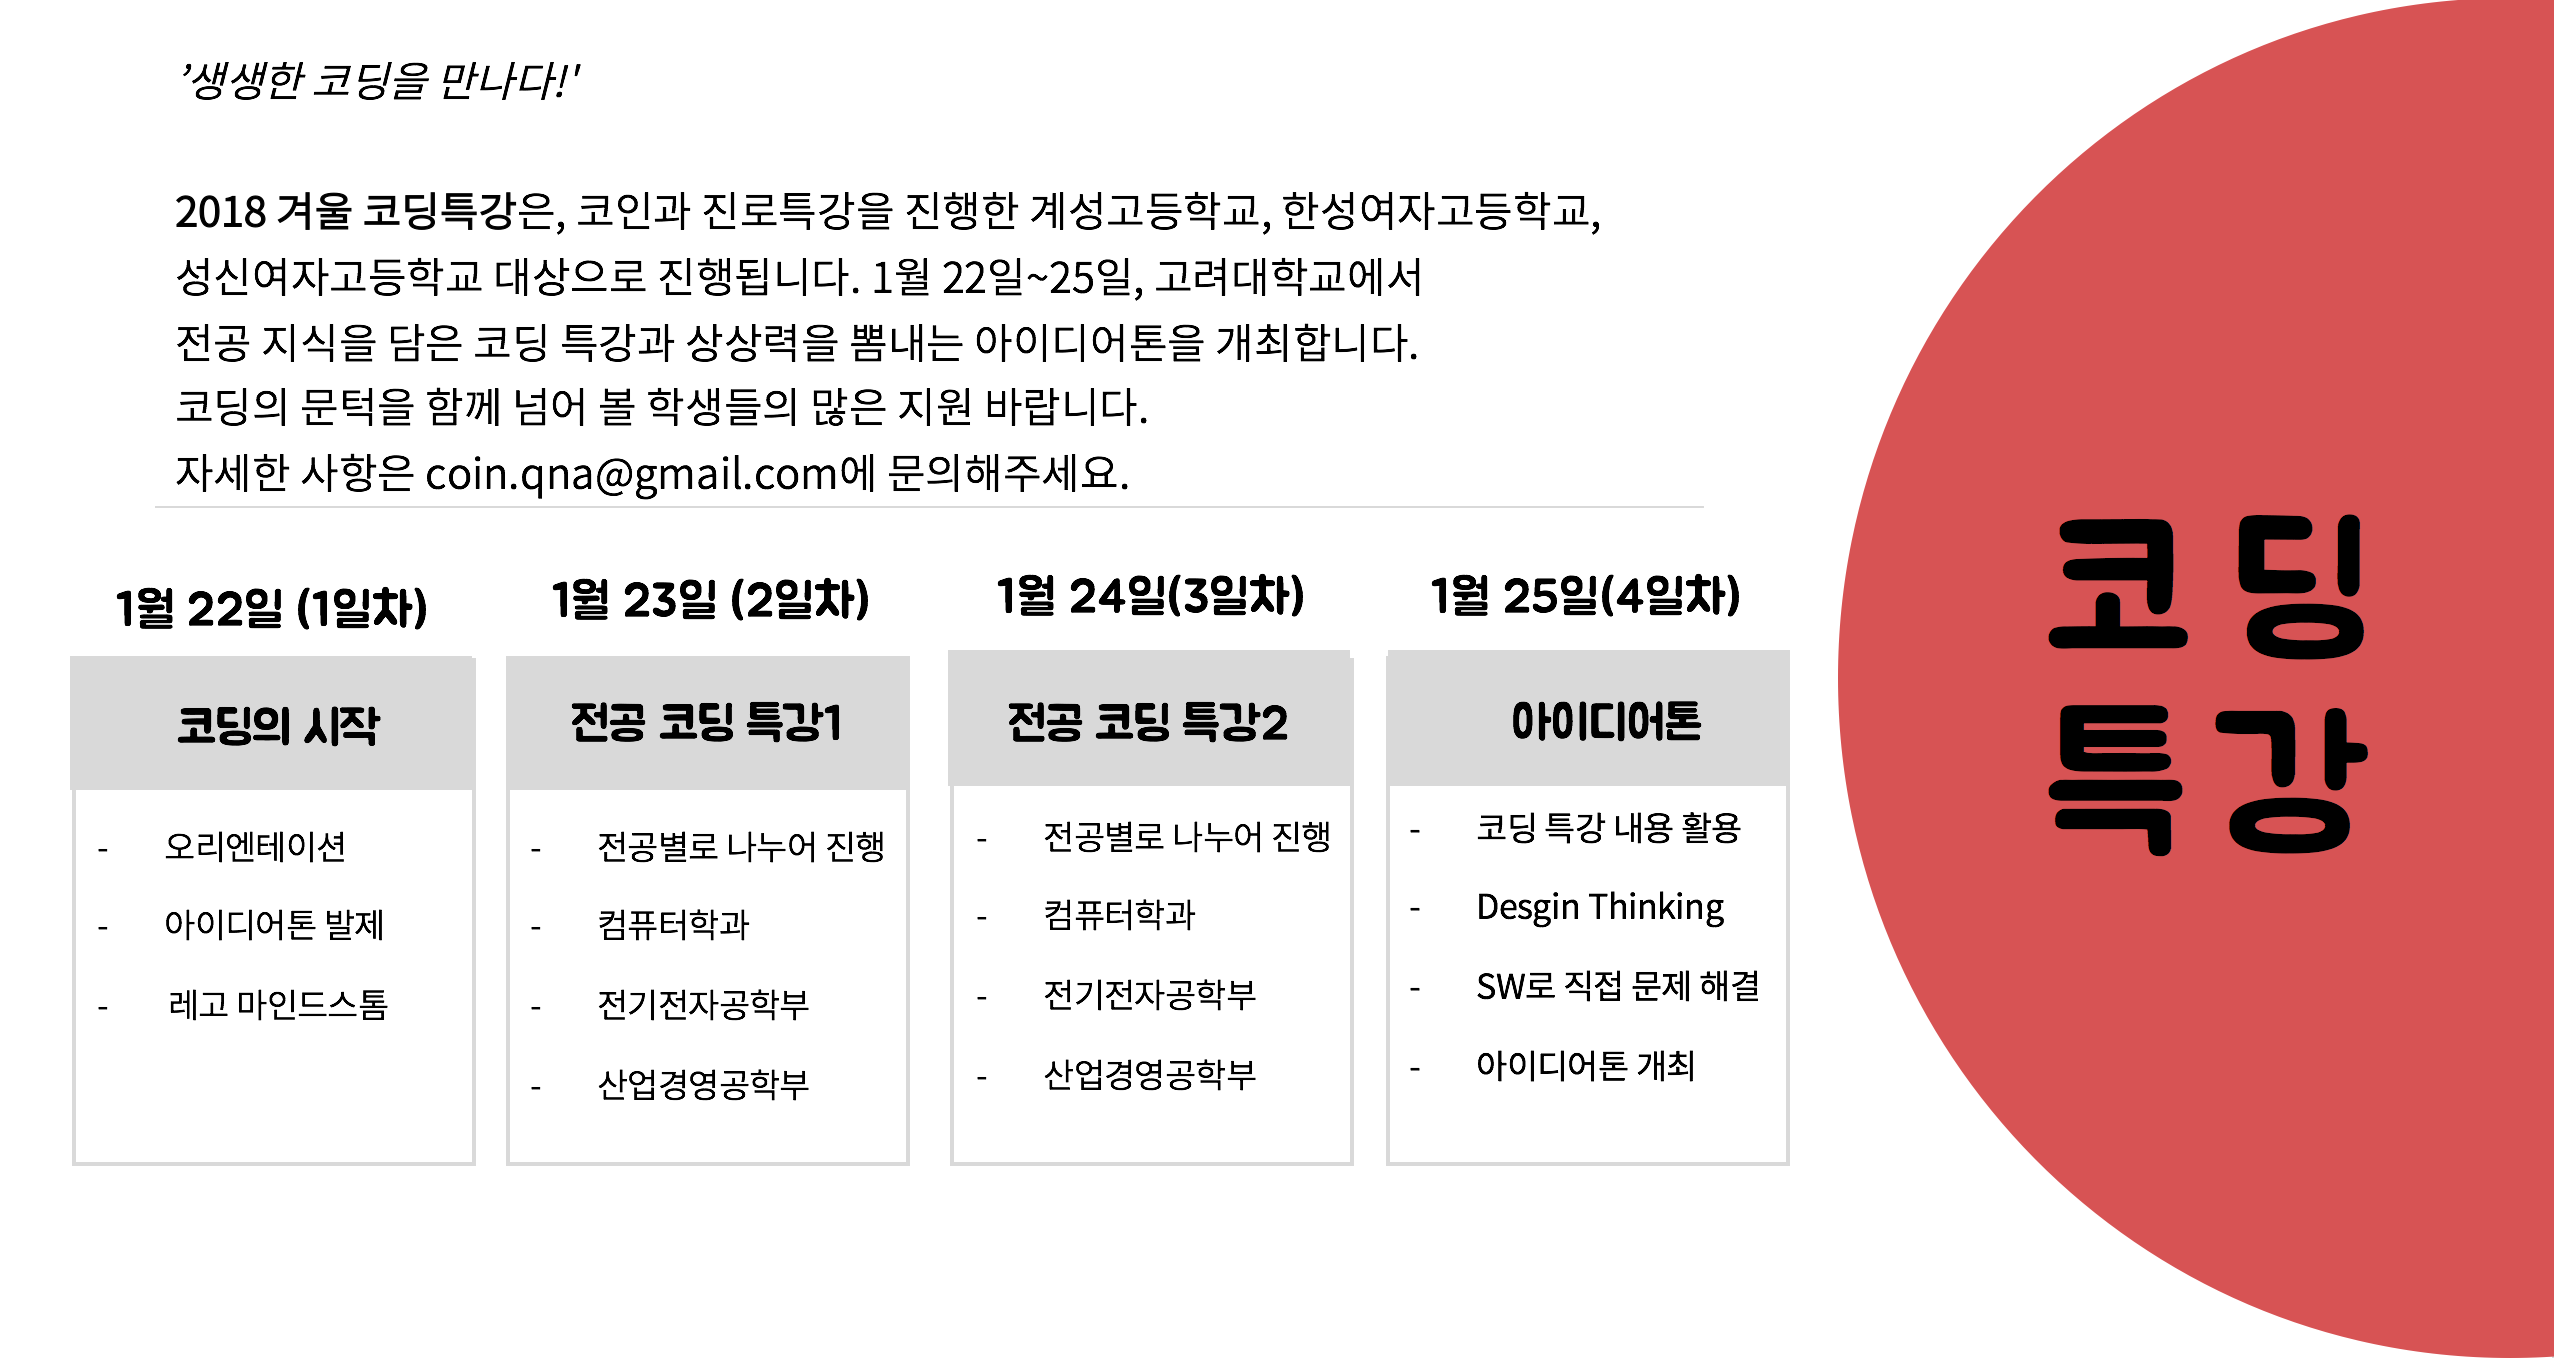 ’생생한 코딩을 만나다!'
2018 겨울 코딩특강은, 코인과 진로특강을 진행한 계성고등학교, 한성여자고등학교,
성신여자고등학교 대상으로 진행됩니다. 1월 22일~25일, 고려대학교에서
전공 지식을 담은 코딩 특강과 상상력을 뽐내는 아이디어톤을 개최합니다.
코딩의 문턱을 함께 넘어 볼 학생들의 많은 지원 바랍니다.
자세한 사항은 coin.qna@gmail.com에 문의해주세요.
1월 22일 (1일차)
코딩의 시작
- 오리엔테이션
- 아이디어톤 발제
- 레고 마인드스톰
1월 23일 (2일차)
전공 코딩 특강1
- 전공별로 나누어 진행
- 컴퓨터학과
- 전기전자공학부
- 산업경영공학부
1월 24일(3일차)
전공 코딩 특강2
- 전공별로 나누어 진행
- 컴퓨터학과
- 전기전자공학부
- 산업경영공학부
1월 25일(4일차)
아이디어톤
- 코딩 특강 내용 활용
- Desgin Thinking
- SW로 직접 문제 해결
- 아이디어톤 개최
코딩
특강